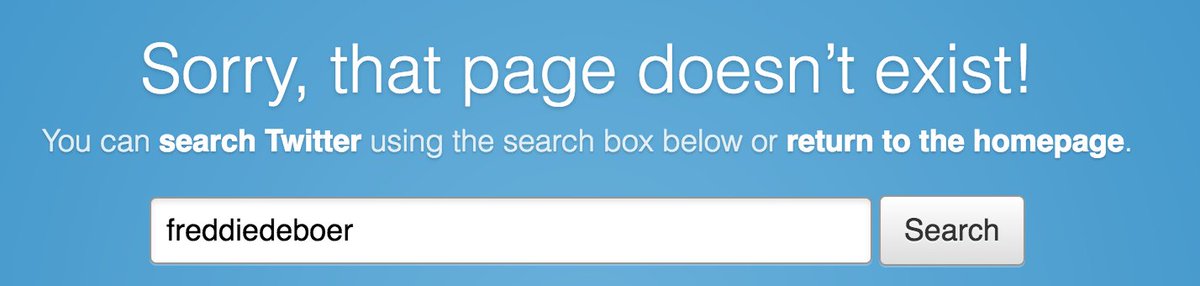 Sorry, that page doesn’t exist!
You can search Twitter using the search box below or return to the homepage.
freddiedeboer Search